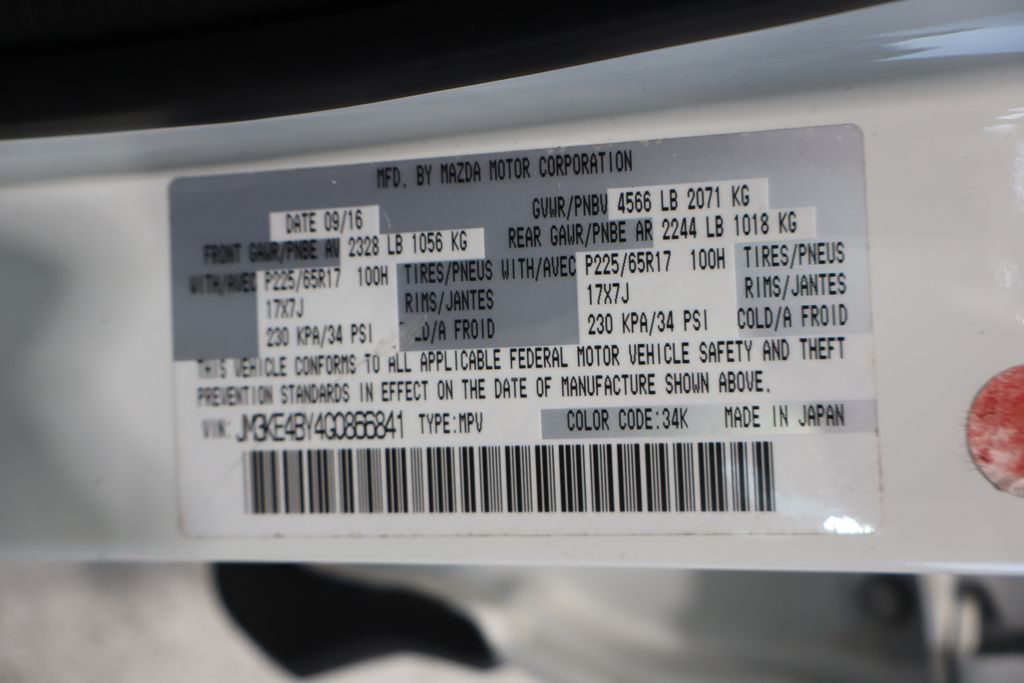 MFD. BY MAZDA MOTOR CORPORATION
DATE 09/16 GVWR/PNBV 4566 LB 2071 KG
FRONT GAWR/PNBE AV 2328 LB 1056 KG REAR GAWR/PNBE AR 2244 LB 1018 KG
WITH/AVEC P225/65R17 100H TIRES/PNEUS WITH/AVEC P225/65R17 100H TIRES/PNEUS
17X7J RIMS/JANTES 17X7J RIMS/JANTES
230 KPA/34 PSI COLD/A FROID 230 KPA/34 PSI COLD/A FROID
THIS VEHICLE CONFORMS TO ALL APPLICABLE FEDERAL MOTOR VEHICLE SAFETY AND THEFT
PREVENTION STANDARDS IN EFFECT ON THE DATE OF MANUFACTURE SHOWN ABOVE.
VIN: JM3KE4BY4G0866841 TYPE:MPV COLOR CODE:34K MADE IN JAPAN